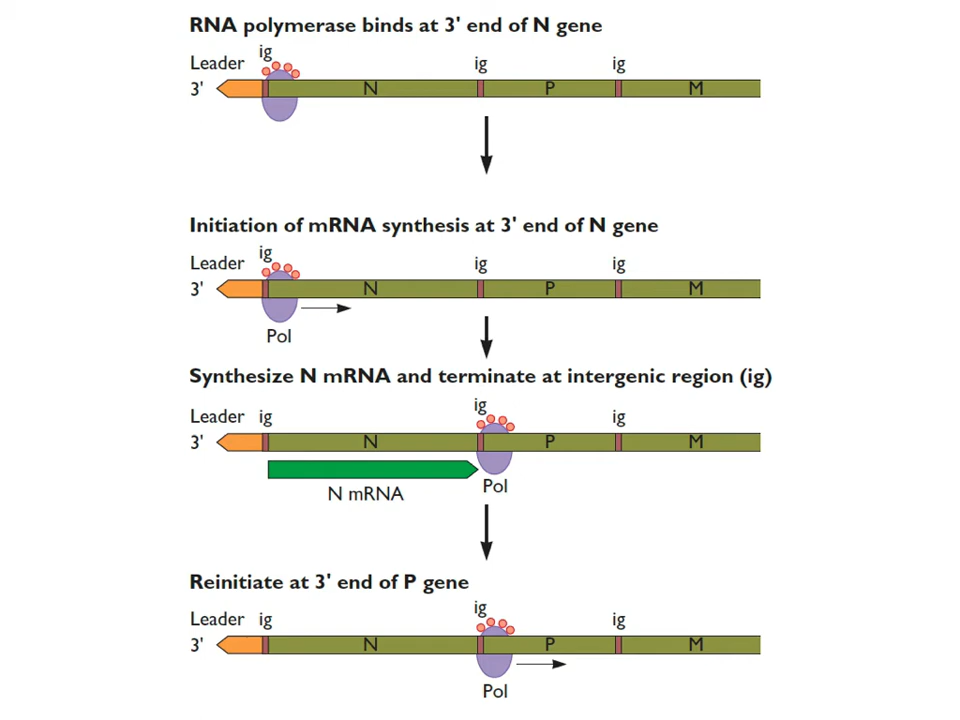 RNA polymerase binds at 3' end of N gene
Leader ig ig ig
3' N P M
Initiation of mRNA synthesis at 3' end of N gene
Leader ig ig ig
3' N P M
Pol
Synthesize N mRNA and terminate at intergenic region (ig)
Leader ig ig ig
3' N P M
N mRNA Pol
Reinitiate at 3' end of P gene
Leader ig ig ig
3' N P M
Pol